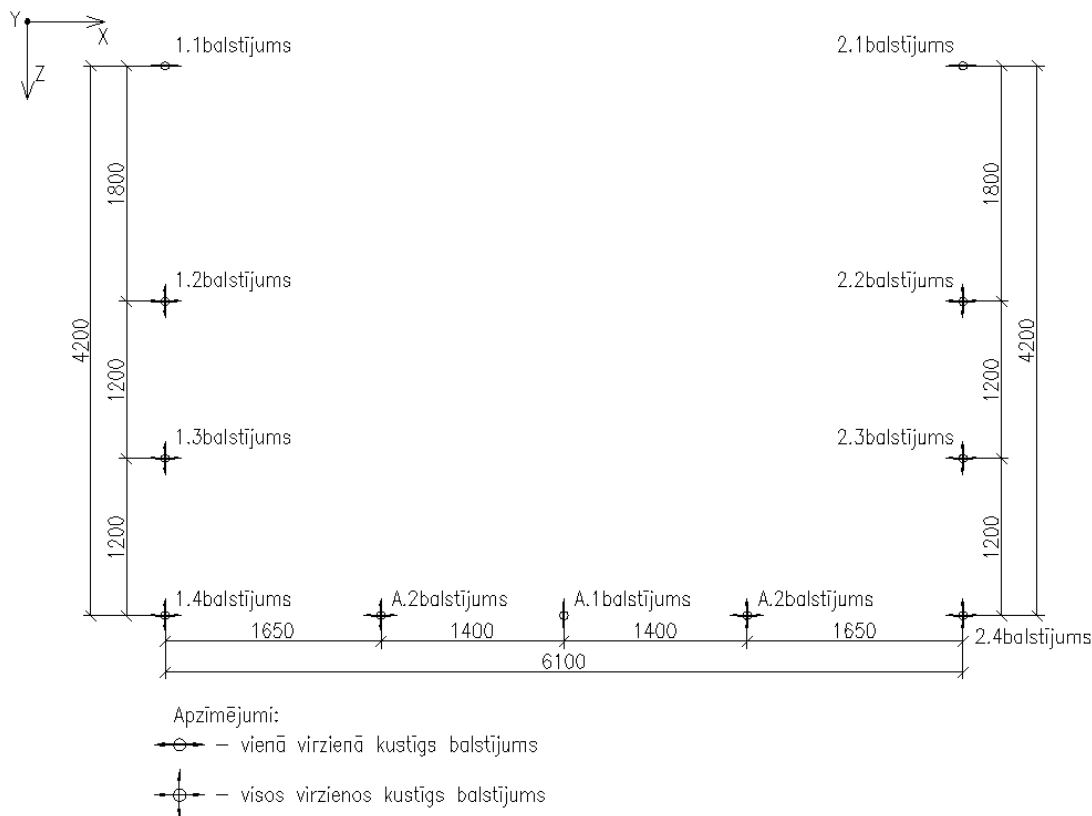 Y
X
Z
1.1balstījums
2.1balstījums
1800
1800
1.2balstījums
2.2balstījums
4200
4200
1200
1200
1.3balstījums
2.3balstījums
1200
1200
1.4balstījums
A.2balstījums
A.1balstījums
A.2balstījums
1650
1400
1400
1650
2.4balstījums
6100
Apzīmējumi:
– vienā virzienā kustīgs balstījums
– visos virzienos kustīgs balstījums